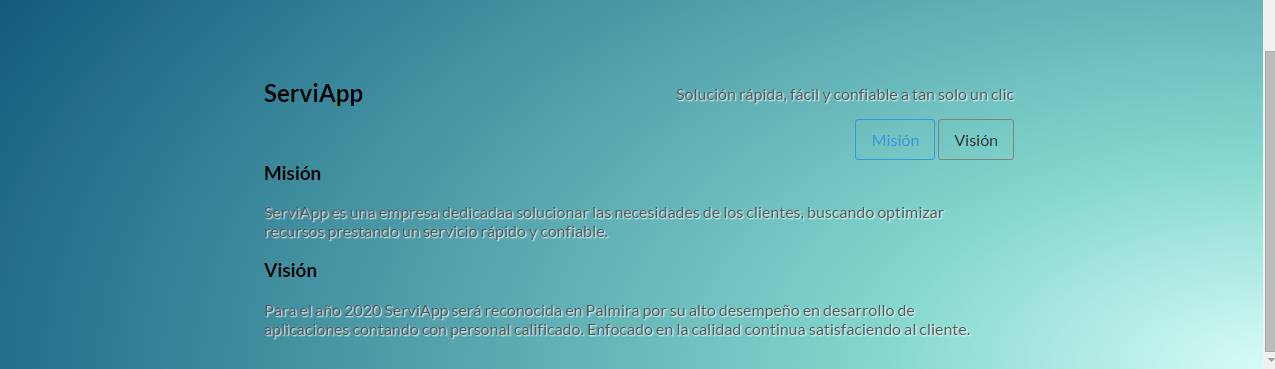 ServiApp
Solución rápida, fácil y confiable a tan solo un clic
Misión Visión
Misión
ServiApp es una empresa dedicadaa solucionar las necesidades de los clientes, buscando optimizar
recursos prestando un servicio rápido y confiable.
Visión
Para el año 2020 ServiApp será reconocida en Palmira por su alto desempeño en desarrollo de
aplicaciones contando con personal calificado. Enfocado en la calidad continua satisfaciendo al cliente.